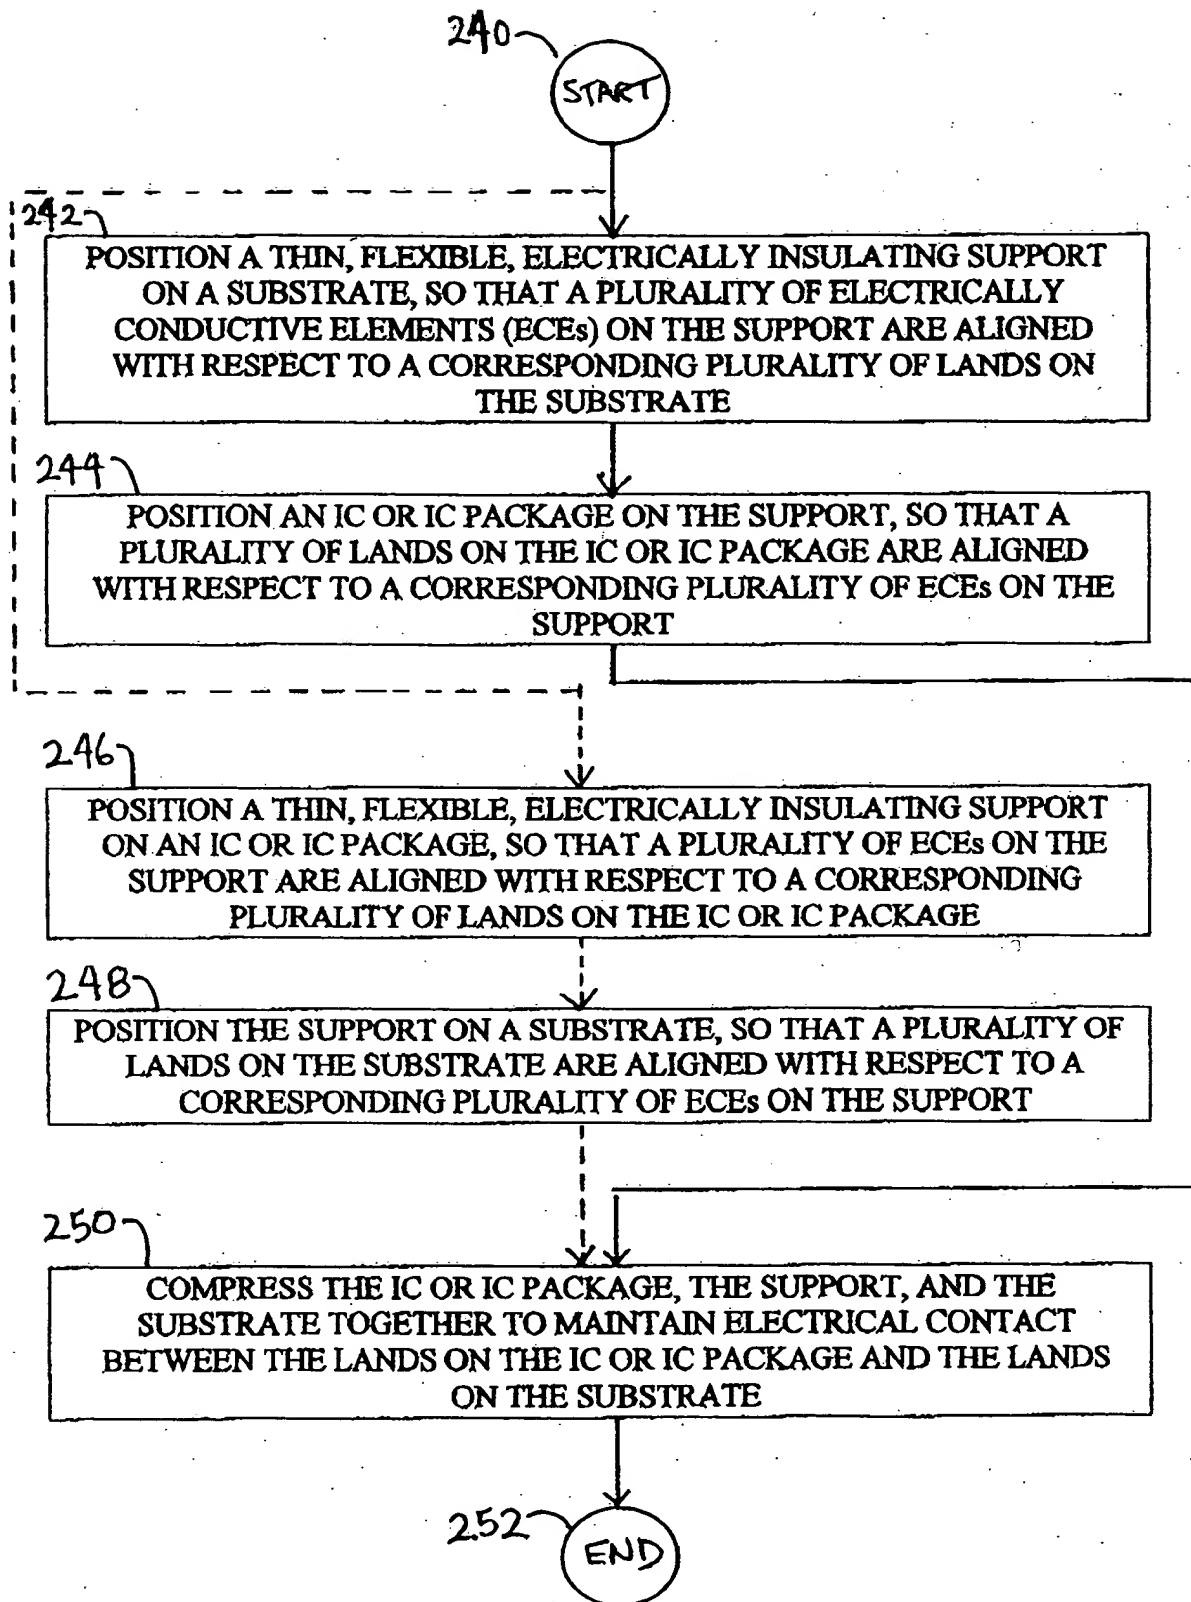 240
START
242
POSITION A THIN, FLEXIBLE, ELECTRICALLY INSULATING SUPPORT
ON A SUBSTRATE, SO THAT A PLURALITY OF ELECTRICALLY
CONDUCTIVE ELEMENTS (ECEs) ON THE SUPPORT ARE ALIGNED
WITH RESPECT TO A CORRESPONDING PLURALITY OF LANDS ON
THE SUBSTRATE
244
POSITION AN IC OR IC PACKAGE ON THE SUPPORT, SO THAT A
PLURALITY OF LANDS ON THE IC OR IC PACKAGE ARE ALIGNED
WITH RESPECT TO A CORRESPONDING PLURALITY OF ECEs ON THE
SUPPORT
246
POSITION A THIN, FLEXIBLE, ELECTRICALLY INSULATING SUPPORT
ON AN IC OR IC PACKAGE, SO THAT A PLURALITY OF ECEs ON THE
SUPPORT ARE ALIGNED WITH RESPECT TO A CORRESPONDING
PLURALITY OF LANDS ON THE IC OR IC PACKAGE
248
POSITION THE SUPPORT ON A SUBSTRATE, SO THAT A PLURALITY OF
LANDS ON THE SUBSTRATE ARE ALIGNED WITH RESPECT TO A
CORRESPONDING PLURALITY OF ECEs ON THE SUPPORT
250
COMPRESS THE IC OR IC PACKAGE, THE SUPPORT, AND THE
SUBSTRATE TOGETHER TO MAINTAIN ELECTRICAL CONTACT
BETWEEN THE LANDS ON THE IC OR IC PACKAGE AND THE LANDS
ON THE SUBSTRATE
252
END